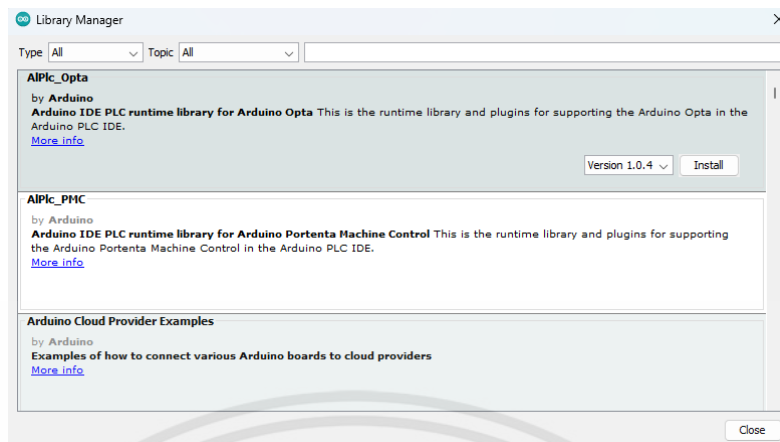 Library Manager
Type All Topic All
AlPlc_Opta
by Arduino
Arduino IDE PLC runtime library for Arduino Opta This is the runtime library and plugins for supporting the Arduino Opta in the
Arduino PLC IDE.
More info
Version 1.0.4 Install
AlPlc_PMC
by Arduino
Arduino IDE PLC runtime library for Arduino Portenta Machine Control This is the runtime library and plugins for supporting
the Arduino Portenta Machine Control in the Arduino PLC IDE.
More info
Arduino Cloud Provider Examples
by Arduino
Examples of how to connect various Arduino boards to cloud providers
More info
Close